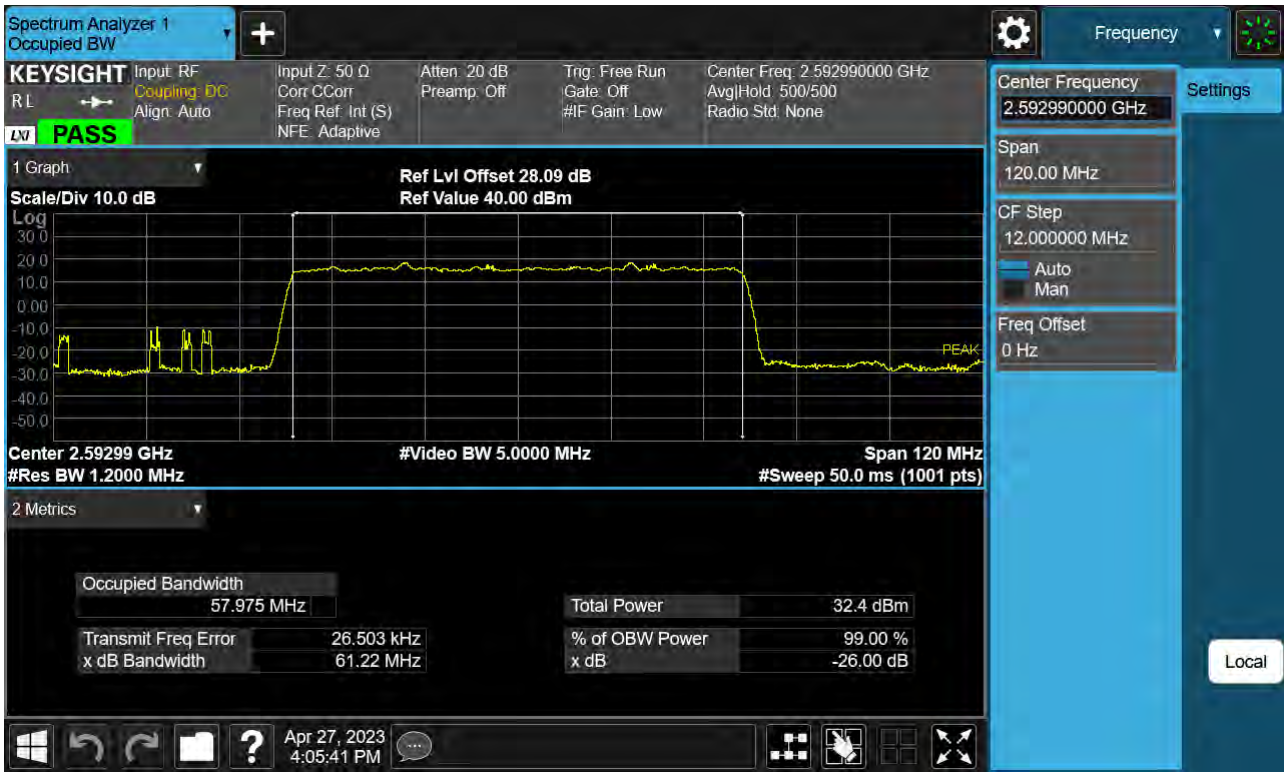 Spectrum Analyzer 1
Occupied BW
Frequency
KEYSIGHT
Input: RF
Coupling: DC
Align: Auto
Input Z: 50 Ω
Corr CCorr
Freq Ref: Int (S)
NFE: Adaptive
Atten: 20 dB
Preamp: Off
Trig: Free Run
Gate: Off
#IF Gain: Low
Center Freq: 2.592990000 GHz
Avg|Hold: 500/500
Radio Std: None
RL
LXI
PASS
Center Frequency
2.592990000 GHz
Settings
Span
120.00 MHz
CF Step
12.000000 MHz
Auto
Man
Freq Offset
0 Hz
1 Graph
Scale/Div 10.0 dB
Ref Lvl Offset 28.09 dB
Ref Value 40.00 dBm
Log
30.0
20.0
10.0
0.00
-10.0
-20.0
-30.0
-40.0
-50.0
PEAK
Center 2.59299 GHz
#Video BW 5.0000 MHz
Span 120 MHz
#Res BW 1.2000 MHz
#Sweep 50.0 ms (1001 pts)
2 Metrics
Occupied Bandwidth
57.975 MHz
Total Power 32.4 dBm
Transmit Freq Error 26.503 kHz
% of OBW Power 99.00 %
x dB Bandwidth 61.22 MHz
x dB -26.00 dB
Local
?
Apr 27, 2023
4:05:41 PM